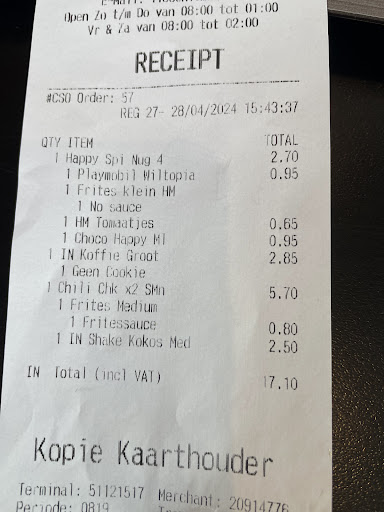 Open Zo t/m Do van 08:00 tot 01:00
Vr & Za van 08:00 tot 02:00
RECEIPT
#CSO Order: 57
REG 27- 28/04/2024 15:43:37
QTY ITEM TOTAL
1 Happy Spi Nug 4 2.70
1 Playmobil Wiltopia 0.95
1 Frites klein HM
1 No sauce
1 HM Tomaatjes 0.65
1 Choco Happy Ml 0.95
1 IN Koffie Groot 2.85
1 Geen Cookie
1 Chili Chk x2 SMn 5.70
1 Frites Medium
1 Fritessauce 0.80
1 IN Shake Kokos Med 2.50
IN Total (incl VAT) 17.10
Kopie Kaarthouder
Terminal: 51121517 Merchant: 20914776
Periode: 0819